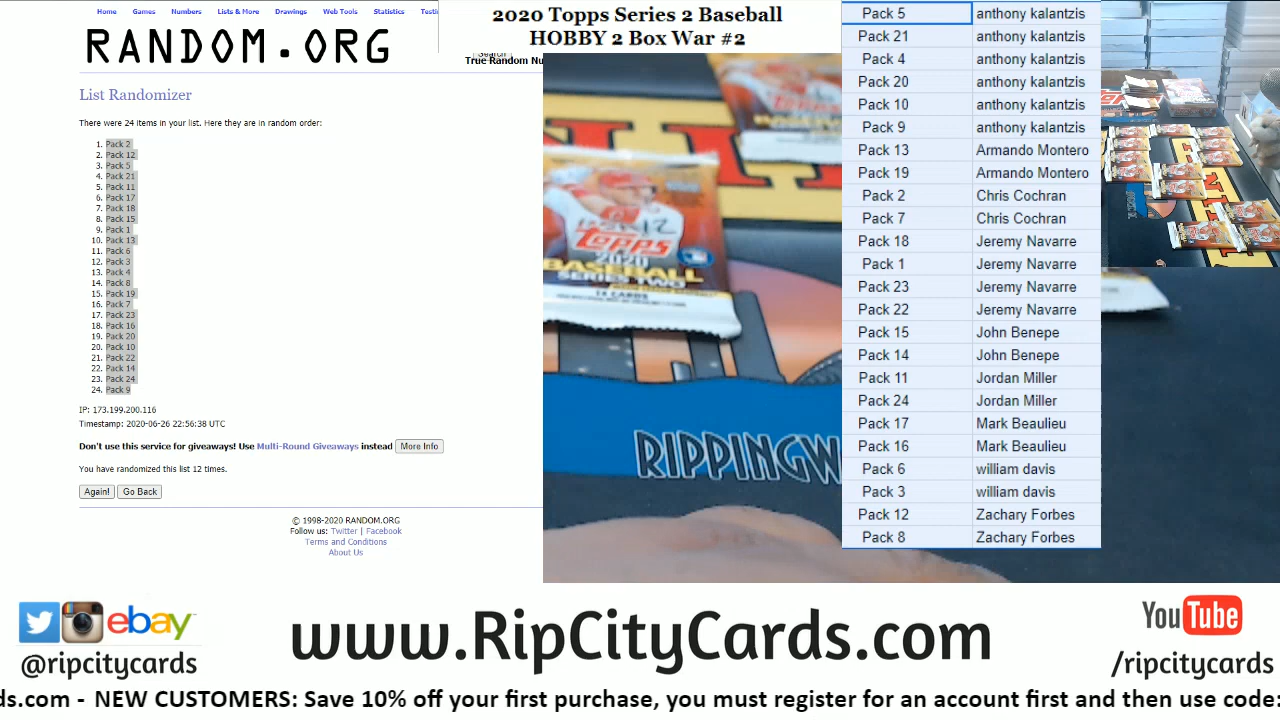 Home Games Numbers Lists & More Drawings Web Tools Statistics Testi
RANDOM.ORG
Search
True Random Nu
List Randomizer
There were 24 items in your list. Here they are in random order:
1. Pack 2
2. Pack 12
3. Pack 5
4. Pack 21
5. Pack 11
6. Pack 17
7. Pack 18
8. Pack 15
9. Pack 1
10. Pack 13
11. Pack 6
12. Pack 3
13. Pack 4
14. Pack 8
15. Pack 19
16. Pack 7
17. Pack 23
18. Pack 16
19. Pack 20
20. Pack 10
21. Pack 22
22. Pack 14
23. Pack 24
24. Pack 9
IP: 173.199.200.116
Timestamp: 2020-06-26 22:56:38 UTC
Don't use this service for giveaways! Use Multi-Round Giveaways instead More Info
You have randomized this list 12 times.
Again! Go Back
© 1998-2020 RANDOM.ORG
Follow us: Twitter | Facebook
Terms and Conditions
About Us
2020 Topps Series 2 Baseball
HOBBY 2 Box War #2
12
Topps
2020
BASEBALL
SERIES TWO
14 CARDS
RIPPINGW
Pack 5 anthony kalantzis
Pack 21 anthony kalantzis
Pack 4 anthony kalantzis
Pack 20 anthony kalantzis
Pack 10 anthony kalantzis
Pack 9 anthony kalantzis
Pack 13 Armando Montero
Pack 19 Armando Montero
Pack 2 Chris Cochran
Pack 7 Chris Cochran
Pack 18 Jeremy Navarre
Pack 1 Jeremy Navarre
Pack 23 Jeremy Navarre
Pack 22 Jeremy Navarre
Pack 15 John Benepe
Pack 14 John Benepe
Pack 11 Jordan Miller
Pack 24 Jordan Miller
Pack 17 Mark Beaulieu
Pack 16 Mark Beaulieu
Pack 6 william davis
Pack 3 william davis
Pack 12 Zachary Forbes
Pack 8 Zachary Forbes
ebay
@ripcitycards
www.RipCityCards.com
YouTube
/ripcitycards
ds.com - NEW CUSTOMERS: Save 10% off your first purchase, you must register for an account first and then use code: